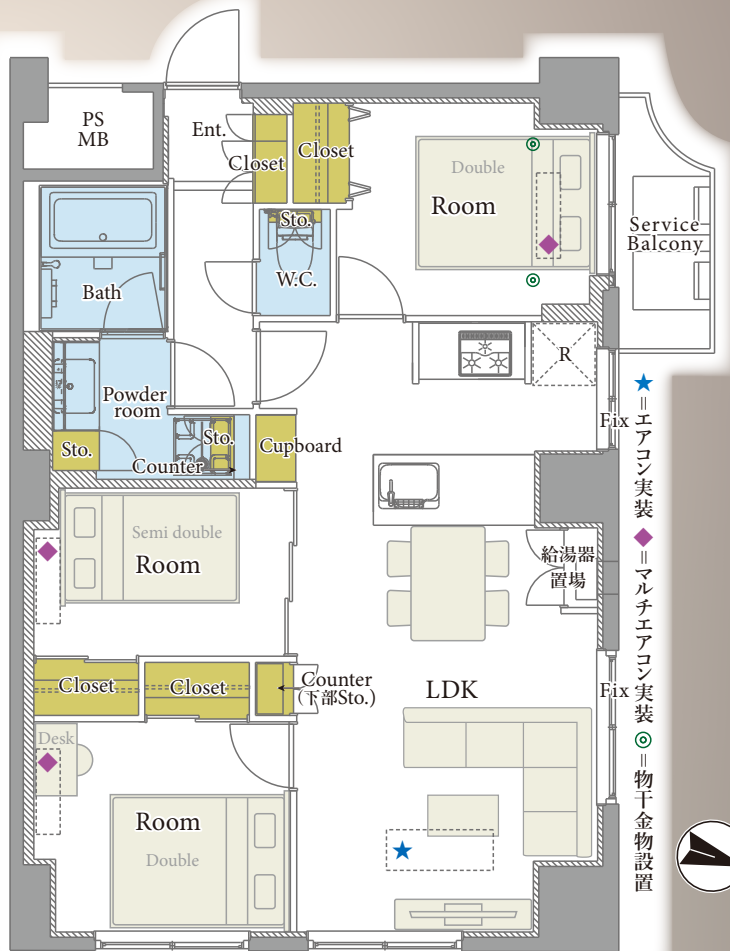 PS
MB
Ent.
Closet
Closet
Double
Room
Service
Balcony
Sto.
W.C.
Bath
R
Powder
room
Sto.
Sto.
Counter
Cupboard
Fix
Semi double
Room
給湯器
置場
Closet
Closet
Counter
(下部Sto.)
LDK
Fix
Desk
Room
Double
★=エアコン実装 ◆=マルチエアコン実装 ◎=物干金物設置